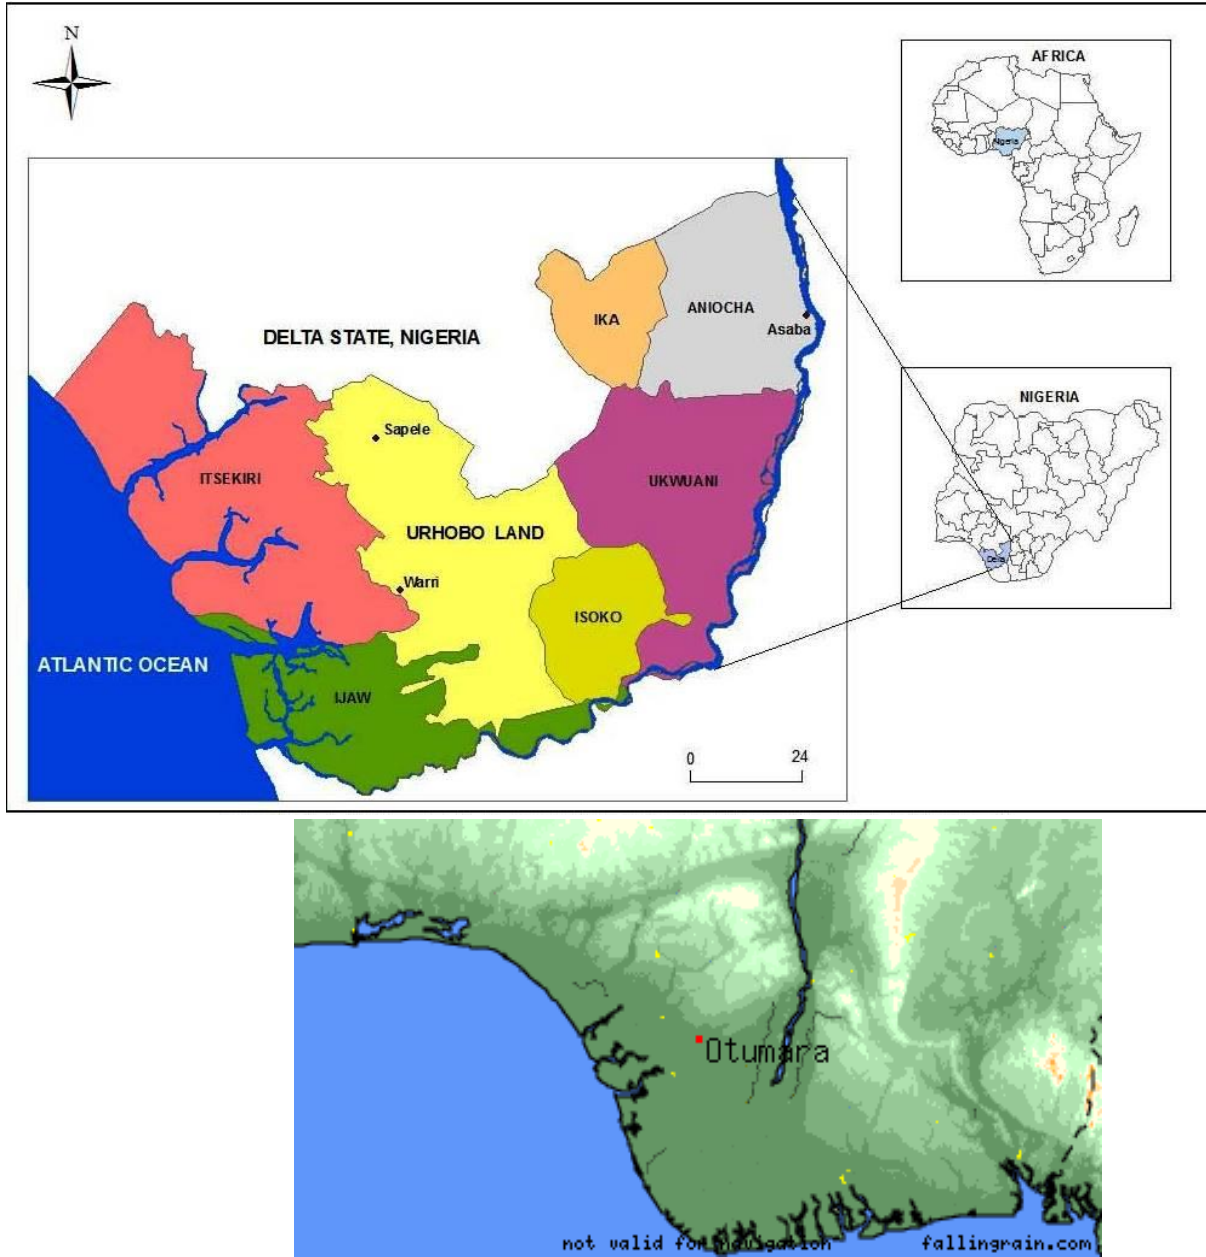 N
AFRICA
Nigeria
DELTA STATE, NIGERIA
IKA
ANIOCHA
Asaba
NIGERIA
Sapele
ITSEKIRI
UKWUANI
URHOBO LAND
Delta
Warri
ISOKO
ATLANTIC OCEAN
IJAW
0 24
Otumara
not valid for navigation
fallingrain.com